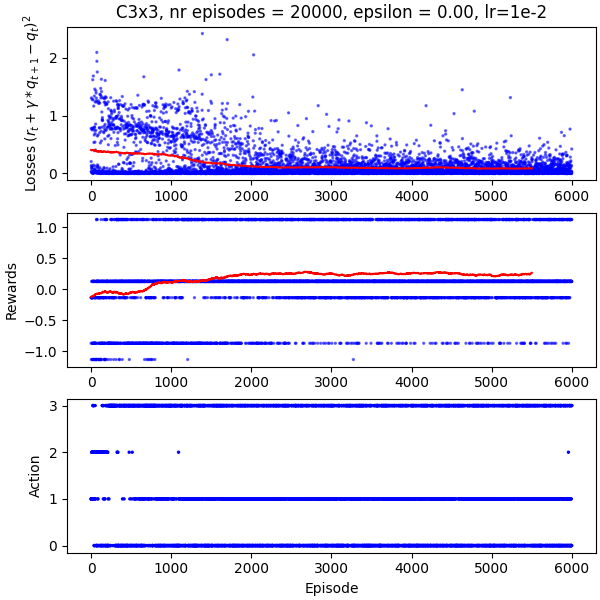 C3x3, nr episodes = 20000, epsilon = 0.00, lr=1e-2
Losses $(r_t + \gamma * q_{t+1} - q_t)^2$
2
1
0
0 1000 2000 3000 4000 5000 6000
Rewards
1.0
0.5
0.0
−0.5
−1.0
0 1000 2000 3000 4000 5000 6000
Action
3
2
1
0
0 1000 2000 3000 4000 5000 6000
Episode